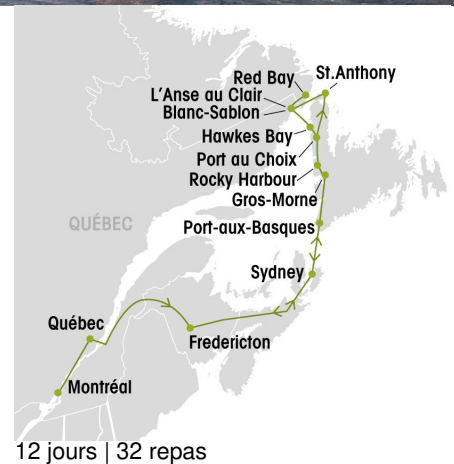 Red Bay
St.Anthony
L'Anse au Clair
Blanc-Sablon
Hawkes Bay
Port au Choix
Rocky Harbour
Gros-Morne
QUÉBEC
Port-aux-Basques
Sydney
Québec
Fredericton
Montréal
12 jours | 32 repas